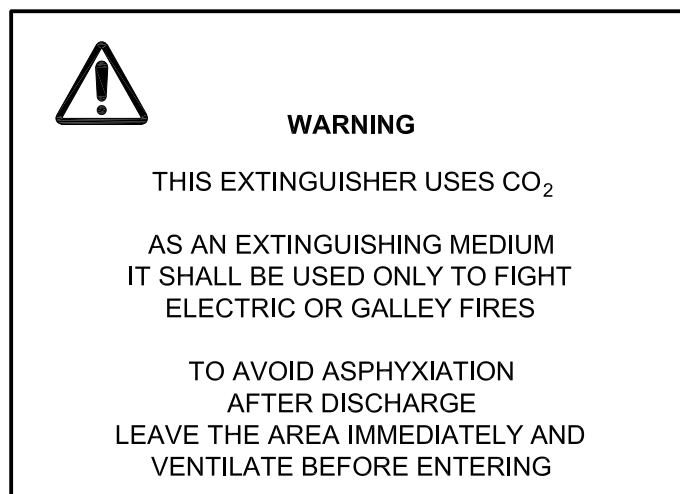 WARNING
THIS EXTINGUISHER USES CO₂
AS AN EXTINGUISHING MEDIUM
IT SHALL BE USED ONLY TO FIGHT
ELECTRIC OR GALLEY FIRES
TO AVOID ASPHYXIATION
AFTER DISCHARGE
LEAVE THE AREA IMMEDIATELY AND
VENTILATE BEFORE ENTERING